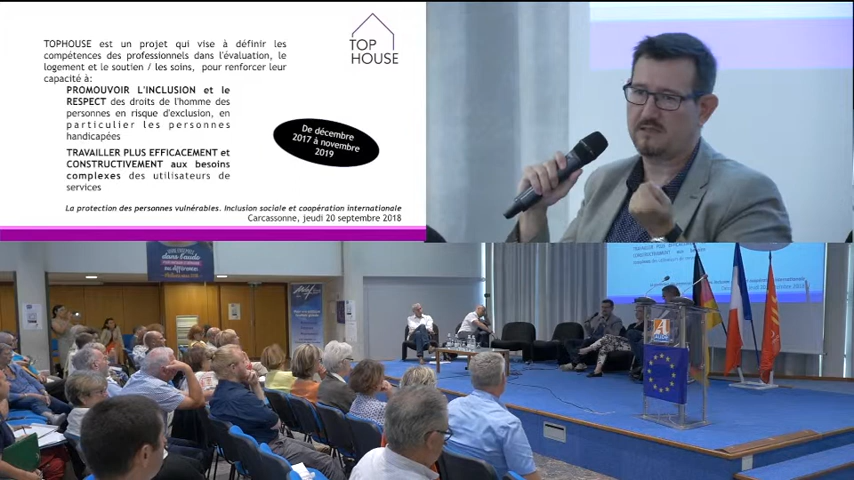 TOP
HOUSE
TOPHOUSE est un projet qui vise à définir les
compétences des professionnels dans l'évaluation, le
logement et le soutien / les soins, pour renforcer leur
capacité à:
PROMOUVOIR L'INCLUSION et le
RESPECT des droits de l'homme des
personnes en risque d'exclusion, en
particulier les personnes
handicapées
TRAVAILLER PLUS EFFICACEMENT et
CONSTRUCTIVEMENT aux besoins
complexes des utilisateurs de
services
De décembre
2017 à novembre
2019
La protection des personnes vulnérables. Inclusion sociale et coopération internationale
Carcassonne, jeudi 20 septembre 2018